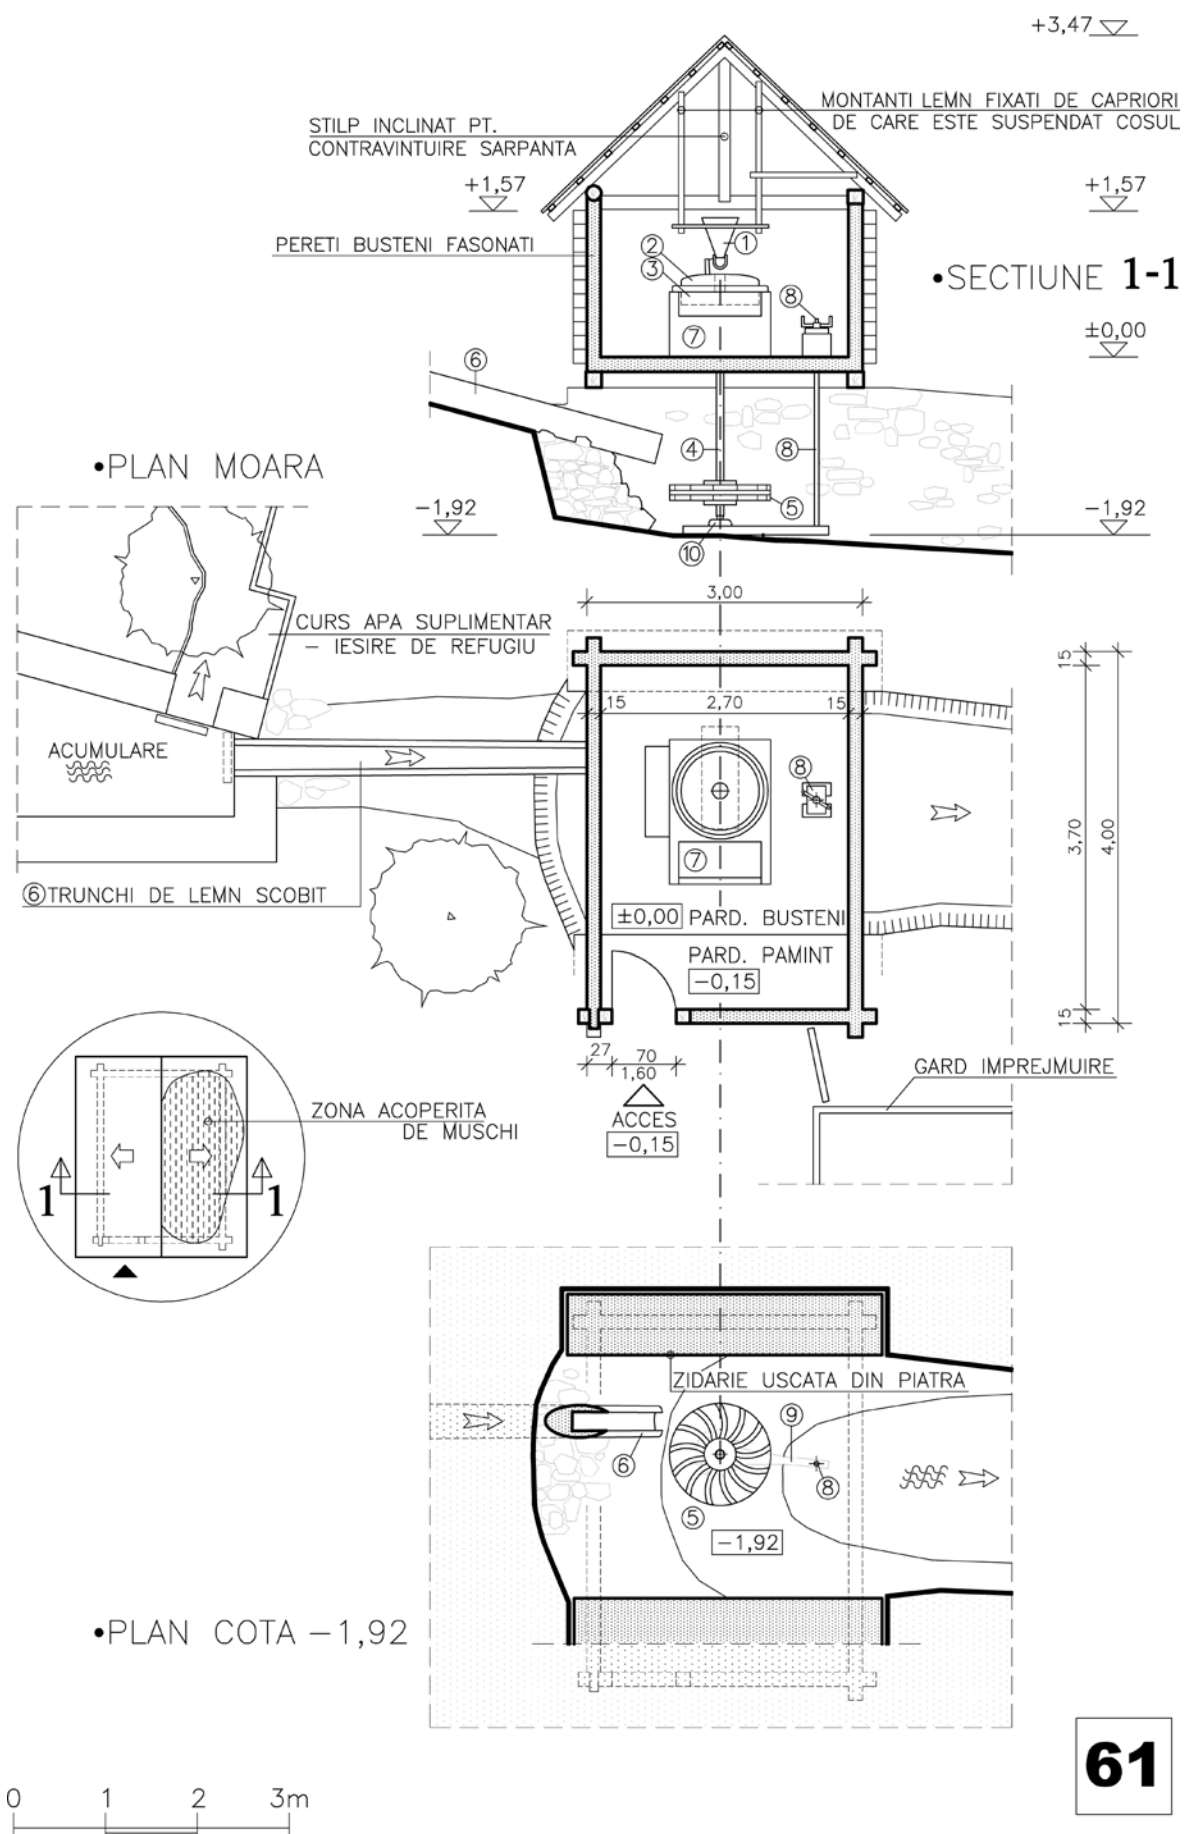 +3,47
MONTANTI LEMN FIXATI DE CAPRIORI
DE CARE ESTE SUSPENDAT COSUL
STILP INCLINAT PT.
CONTRAVINTUIRE SARPANTA
+1,57
+1,57
PERETI BUSTENI FASONATI
1
2
3
8
7
•SECTIUNE 1-1
±0,00
6
4
8
5
10
•PLAN MOARA
-1,92
-1,92
3,00
CURS APA SUPLIMENTAR
- IESIRE DE REFUGIU
15
2,70
15
15
3,70
4,00
15
ACUMULARE
8
7
6 TRUNCHI DE LEMN SCOBIT
±0,00 PARD. BUSTENI
PARD. PAMINT
-0,15
27
70
1,60
ACCES
-0,15
GARD IMPREJMUIRE
ZONA ACOPERITA
DE MUSCHI
1
1
ZIDARIE USCATA DIN PIATRA
9
6
8
5
-1,92
•PLAN COTA -1,92
61
0 1 2 3m